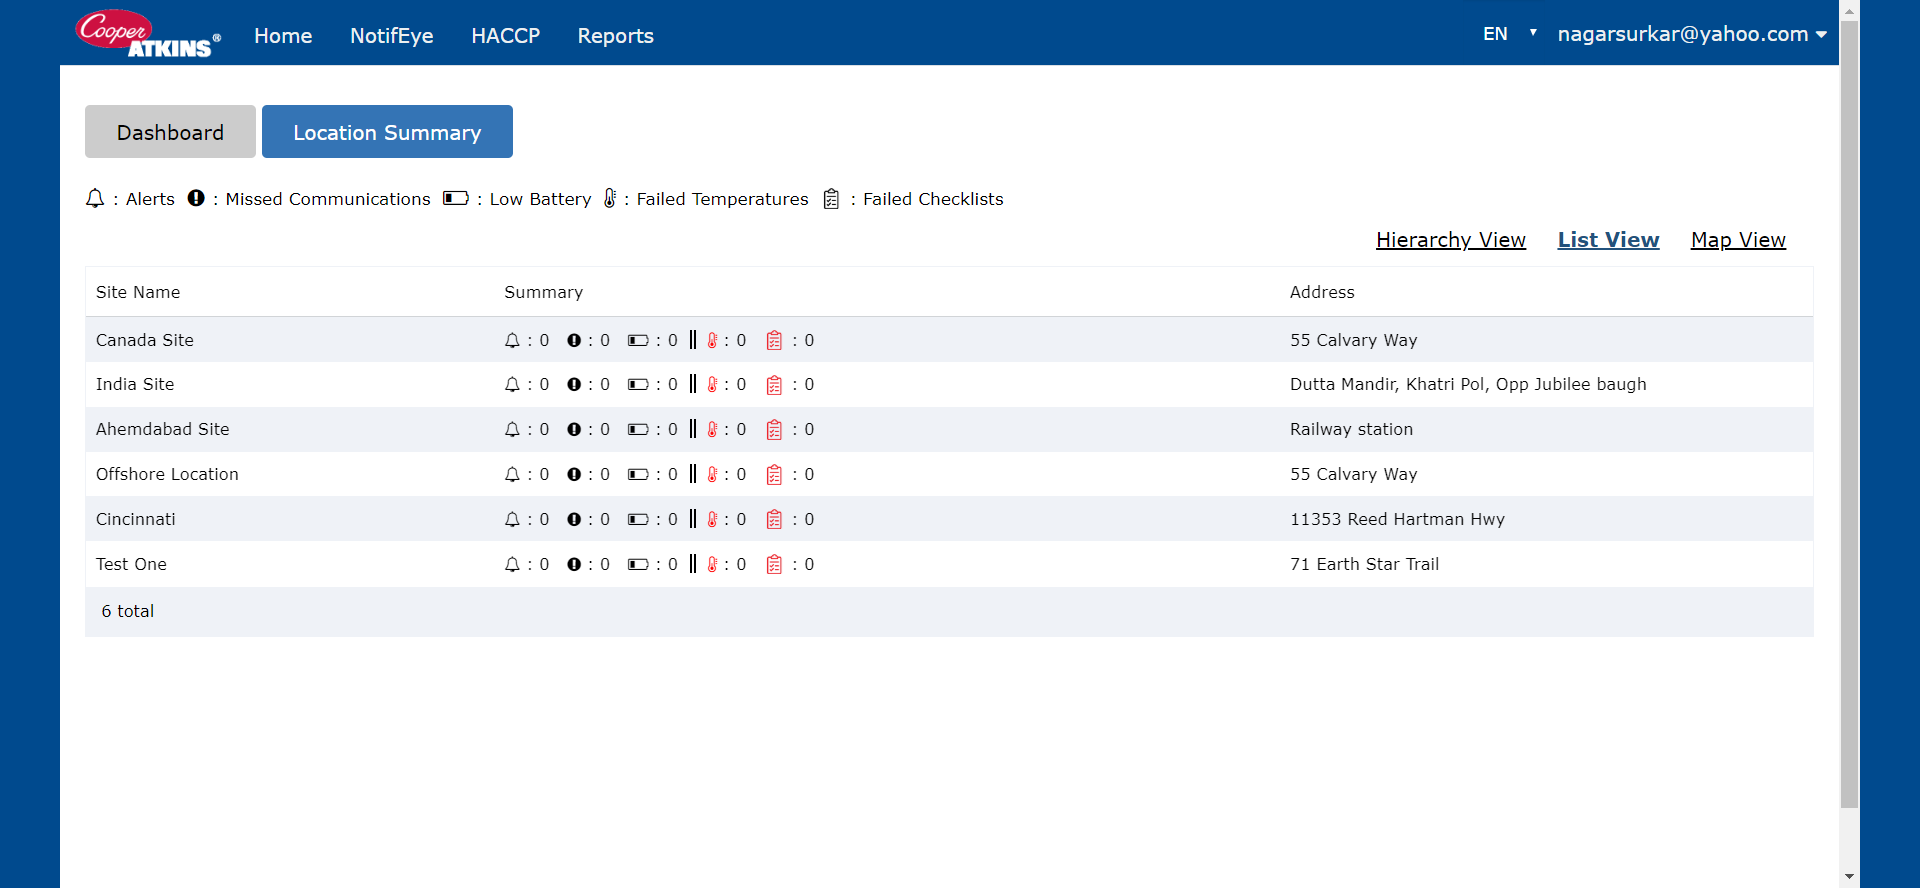 Cooper ATKINS® Home NotifEye HACCP Reports EN nagarsurkar@yahoo.com
Dashboard Location Summary
: Alerts : Missed Communications : Low Battery : Failed Temperatures : Failed Checklists
Hierarchy View List View Map View
Site Name Summary Address
Canada Site : 0 : 0 : 0 : 0 : 0 55 Calvary Way
India Site : 0 : 0 : 0 : 0 : 0 Dutta Mandir, Khatri Pol, Opp Jubilee baugh
Ahemdabad Site : 0 : 0 : 0 : 0 : 0 Railway station
Offshore Location : 0 : 0 : 0 : 0 : 0 55 Calvary Way
Cincinnati : 0 : 0 : 0 : 0 : 0 11353 Reed Hartman Hwy
Test One : 0 : 0 : 0 : 0 : 0 71 Earth Star Trail
6 total